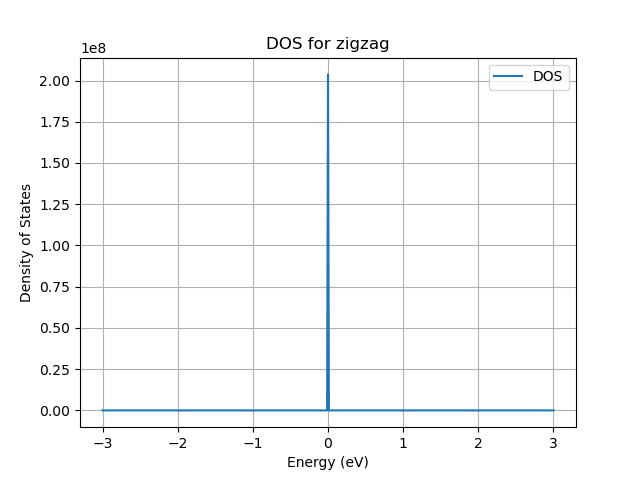 DOS for zigzag
1e8
DOS
2.00
1.75
1.50
1.25
1.00
0.75
0.50
0.25
0.00
Density of States
−3 −2 −1 0 1 2 3
Energy (eV)